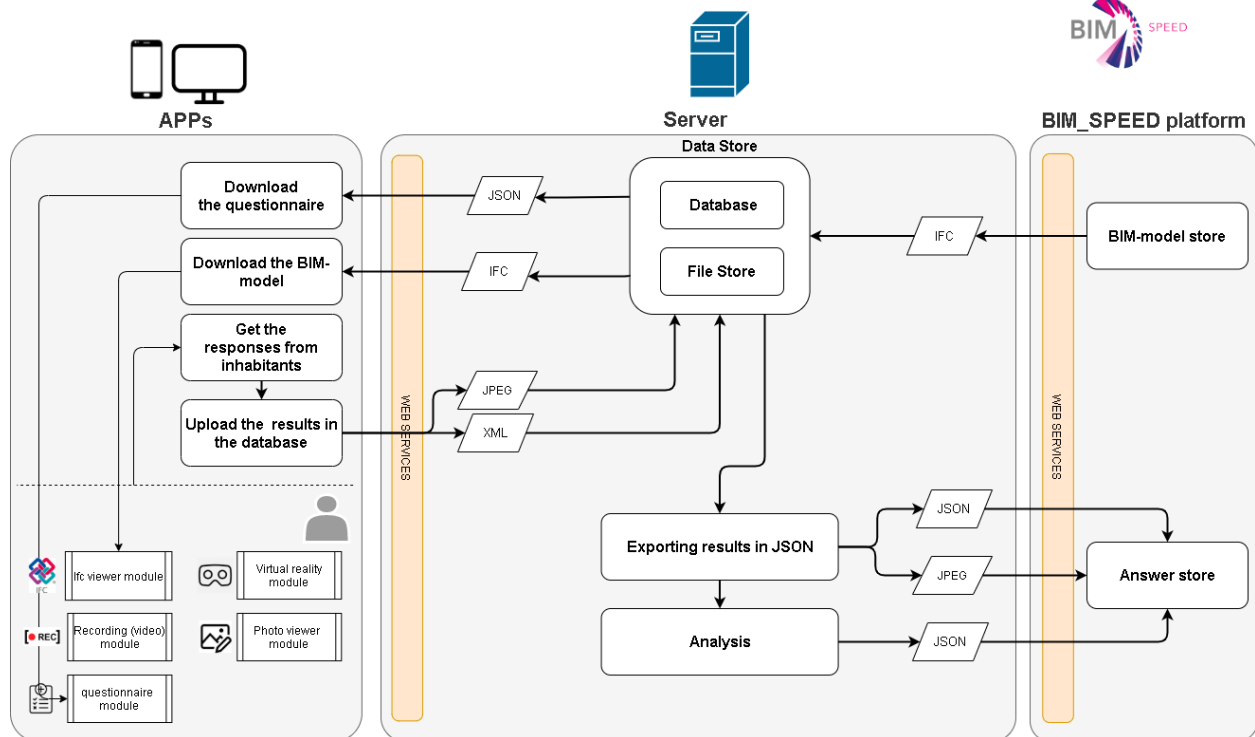 BIM SPEED
APPs
Server
BIM_SPEED platform
Data Store
Download
the questionnaire
JSON
Database
Download the BIM-
model
IFC
File Store
IFC
BIM-model store
Get the
responses from
inhabitants
JPEG
Upload the results in
the database
XML
WEB SERVICES
WEB SERVICES
Exporting results in JSON
JSON
JPEG
Answer store
Analysis
JSON
IFC
Ifc viewer module
Virtual reality
module
REC
Recording (video)
module
Photo viewer
module
questionnaire
module